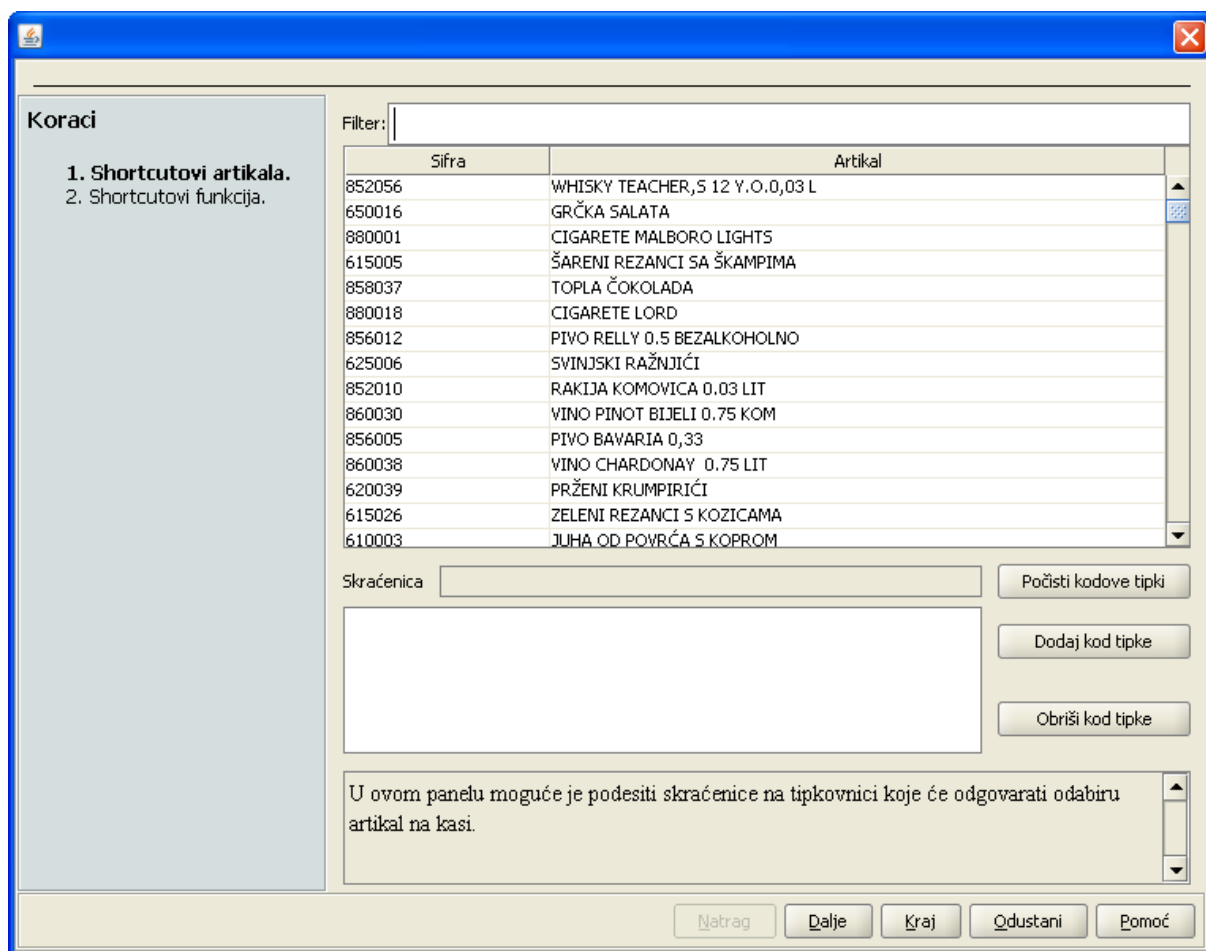 Koraci
1. Shortcutovi artikala.
2. Shortcutovi funkcija.
Filter:
Sifra Artikal
852056 WHISKY TEACHER,S 12 Y.O.0,03 L
650016 GRČKA SALATA
880001 CIGARETE MALBORO LIGHTS
615005 ŠARENI REZANCI SA ŠKAMPIMA
858037 TOPLA ČOKOLADA
880018 CIGARETE LORD
856012 PIVO RELLY 0.5 BEZALKOHOLNO
625006 SVINJSKI RAŽNJIĆI
852010 RAKIJA KOMOVICA 0.03 LIT
860030 VINO PINOT BIJELI 0.75 KOM
856005 PIVO BAVARIA 0,33
860038 VINO CHARDONAY 0.75 LIT
620039 PRŽENI KRUMPIRIĆI
615026 ZELENI REZANCI S KOZICAMA
610003 JUHA OD POVRĆA S KOPROM
Skraćenica
Počisti kodove tipki
Dodaj kod tipke
Obriši kod tipke
U ovom panelu moguće je podesiti skraćenice na tipkovnici koje će odgovarati odabiru
artikal na kasi.
Natrag Dalje Kraj Odustani Pomoć